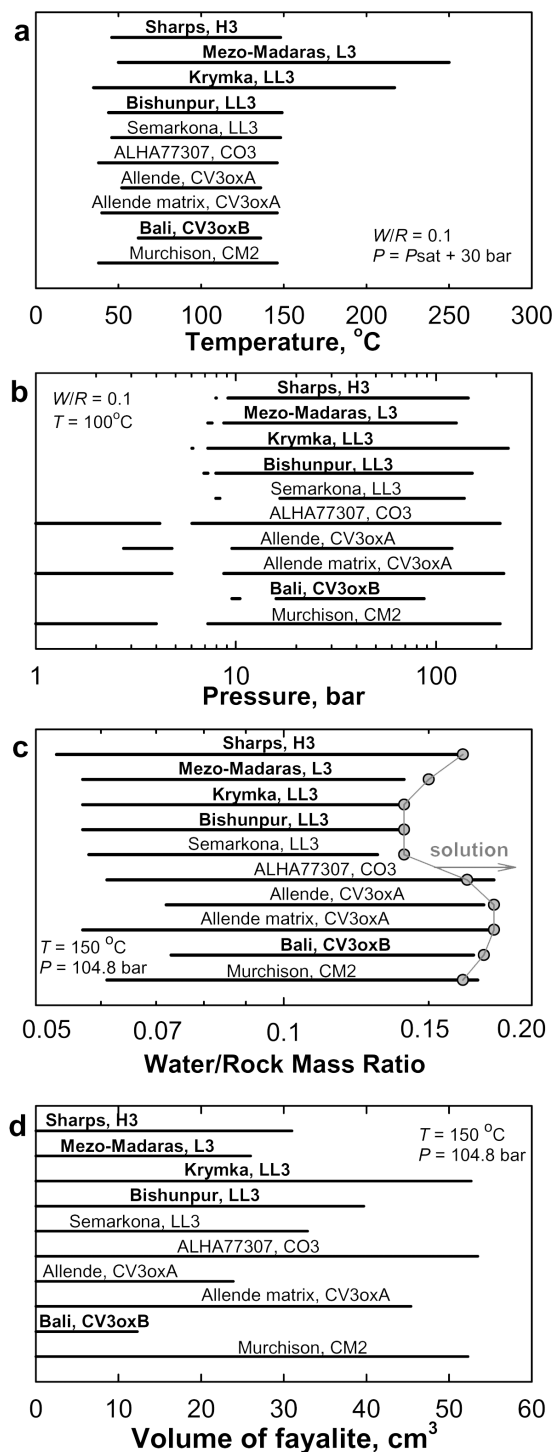 a
Sharps, H3
Mezo-Madaras, L3
Krymka, LL3
Bishunpur, LL3
Semarkona, LL3
ALHA77307, CO3
Allende, CV3oxA
Allende matrix, CV3oxA
Bali, CV3oxB
Murchison, CM2
W/R = 0.1
P = Psat + 30 bar
0 50 100 150 200 250 300
Temperature, °C
b
W/R = 0.1
T = 100°C
Sharps, H3
Mezo-Madaras, L3
Krymka, LL3
Bishunpur, LL3
Semarkona, LL3
ALHA77307, CO3
Allende, CV3oxA
Allende matrix, CV3oxA
Bali, CV3oxB
Murchison, CM2
1 10 100
Pressure, bar
c
Sharps, H3
Mezo-Madaras, L3
Krymka, LL3
Bishunpur, LL3
Semarkona, LL3
solution
ALHA77307, CO3
Allende, CV3oxA
Allende matrix, CV3oxA
Bali, CV3oxB
Murchison, CM2
T = 150 °C
P = 104.8 bar
0.05 0.07 0.1 0.15 0.20
Water/Rock Mass Ratio
d
Sharps, H3
Mezo-Madaras, L3
Krymka, LL3
Bishunpur, LL3
Semarkona, LL3
ALHA77307, CO3
Allende, CV3oxA
Allende matrix, CV3oxA
Bali, CV3oxB
Murchison, CM2
T = 150 °C
P = 104.8 bar
0 10 20 30 40 50 60
Volume of fayalite, cm³